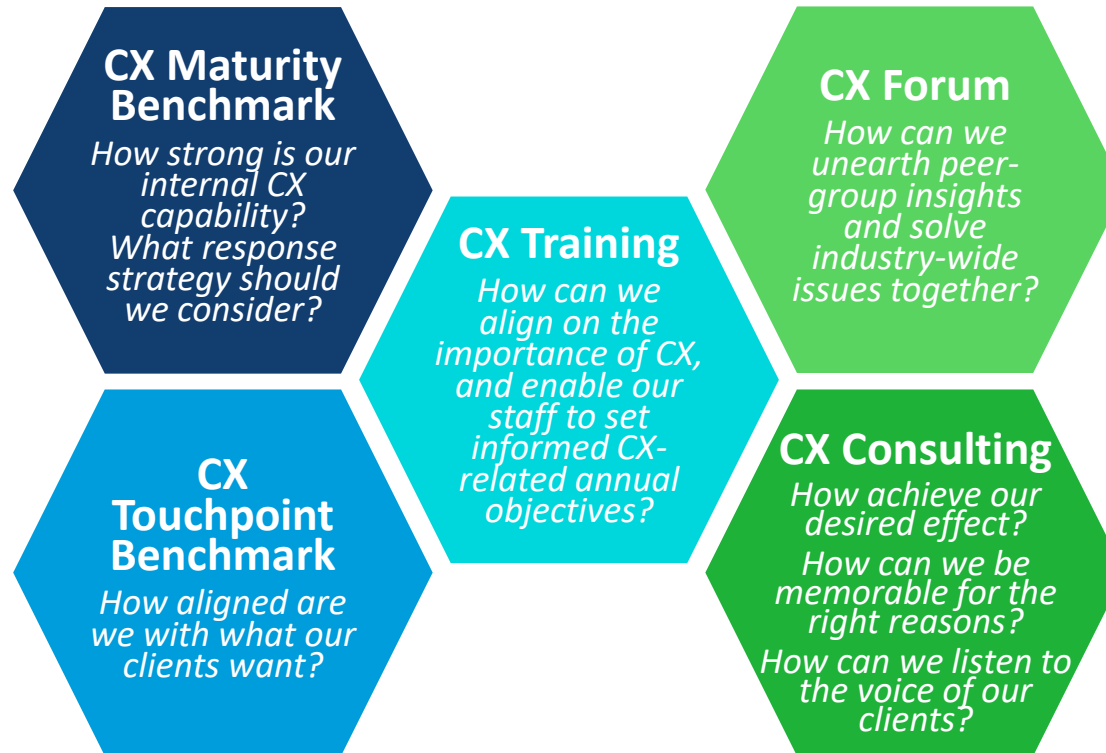 CX Maturity
Benchmark
How strong is our
internal CX
capability?
What response
strategy should
we consider?
CX Forum
How can we
unearth peer-
group insights
and solve
industry-wide
issues together?
CX Training
How can we
align on the
importance of CX,
and enable our
staff to set
informed CX-
related annual
objectives?
CX
Touchpoint
Benchmark
How aligned are
we with what our
clients want?
CX Consulting
How achieve our
desired effect?
How can we be
memorable for the
right reasons?
How can we listen to
the voice of our
clients?